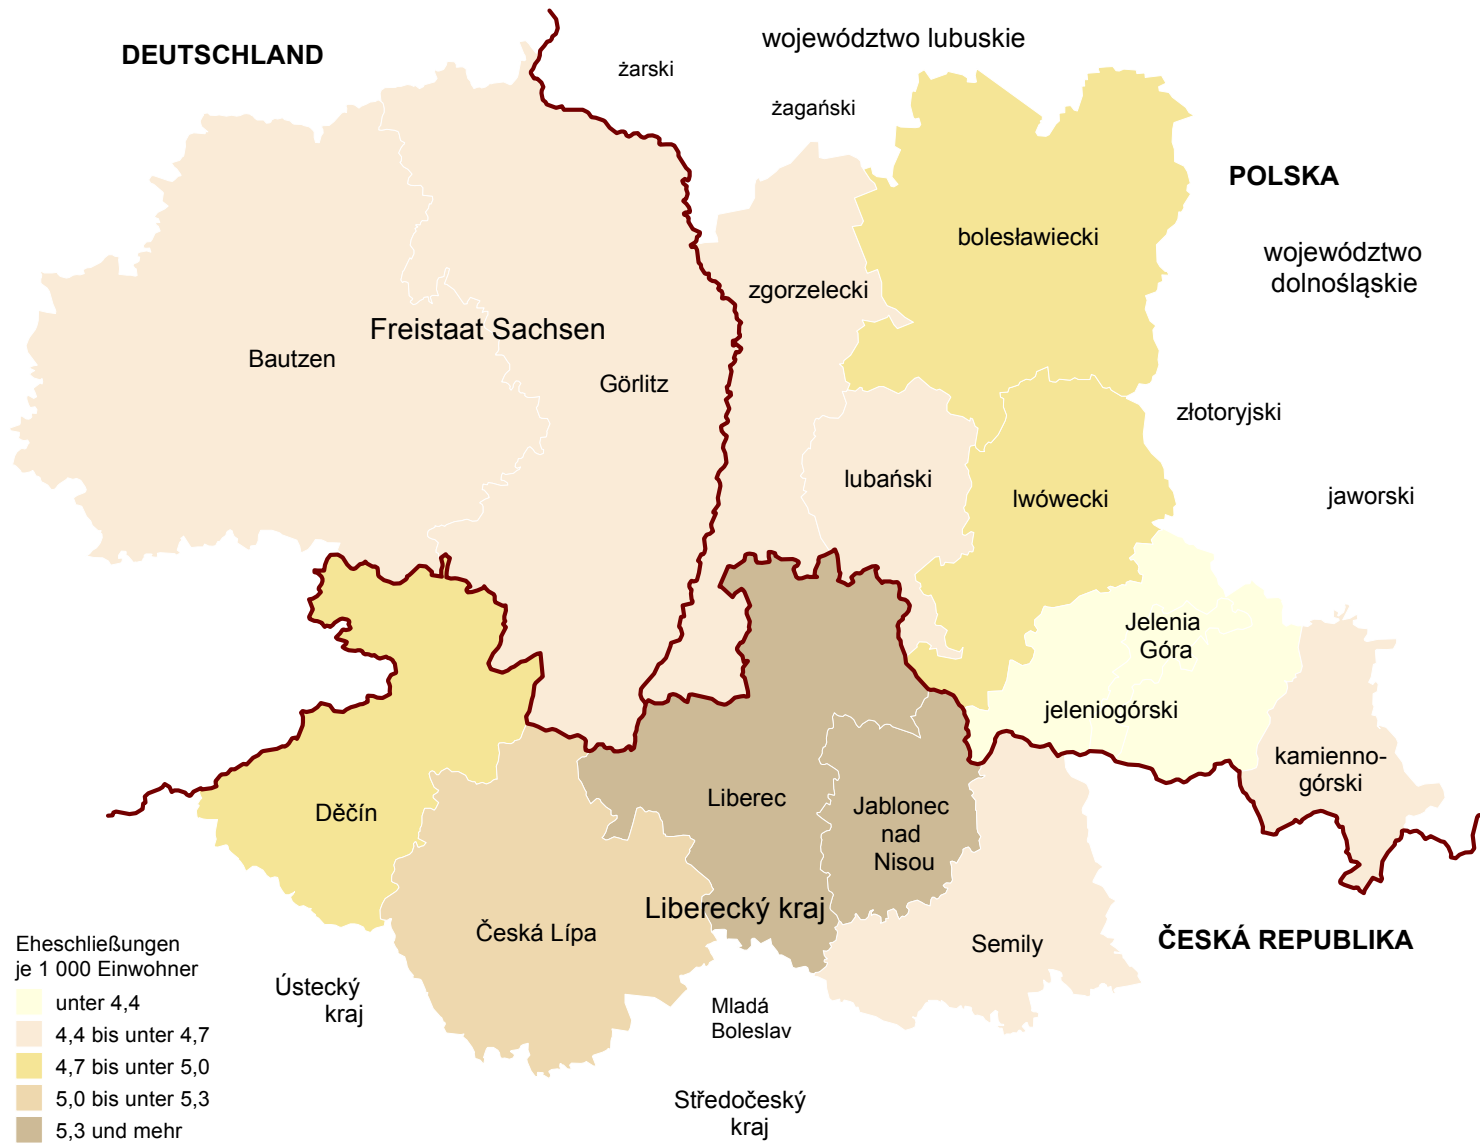 DEUTSCHLAND
województwo lubuskie
żarski
żagański
POLSKA
bolesławiecki
województwo
dolnośląskie
zgorzelecki
Freistaat Sachsen
Bautzen
Görlitz
złotoryjski
lubański
lwówecki
jaworski
Jelenia
Góra
jeleniogórski
kamienno-
górski
Děčín
Liberec
Jablonec
nad
Nisou
Liberecký kraj
Česká Lípa
Semily
ČESKÁ REPUBLIKA
Ústecký
kraj
Mladá
Boleslav
Středočeský
kraj
Eheschließungen
je 1 000 Einwohner
unter 4,4
4,4 bis unter 4,7
4,7 bis unter 5,0
5,0 bis unter 5,3
5,3 und mehr